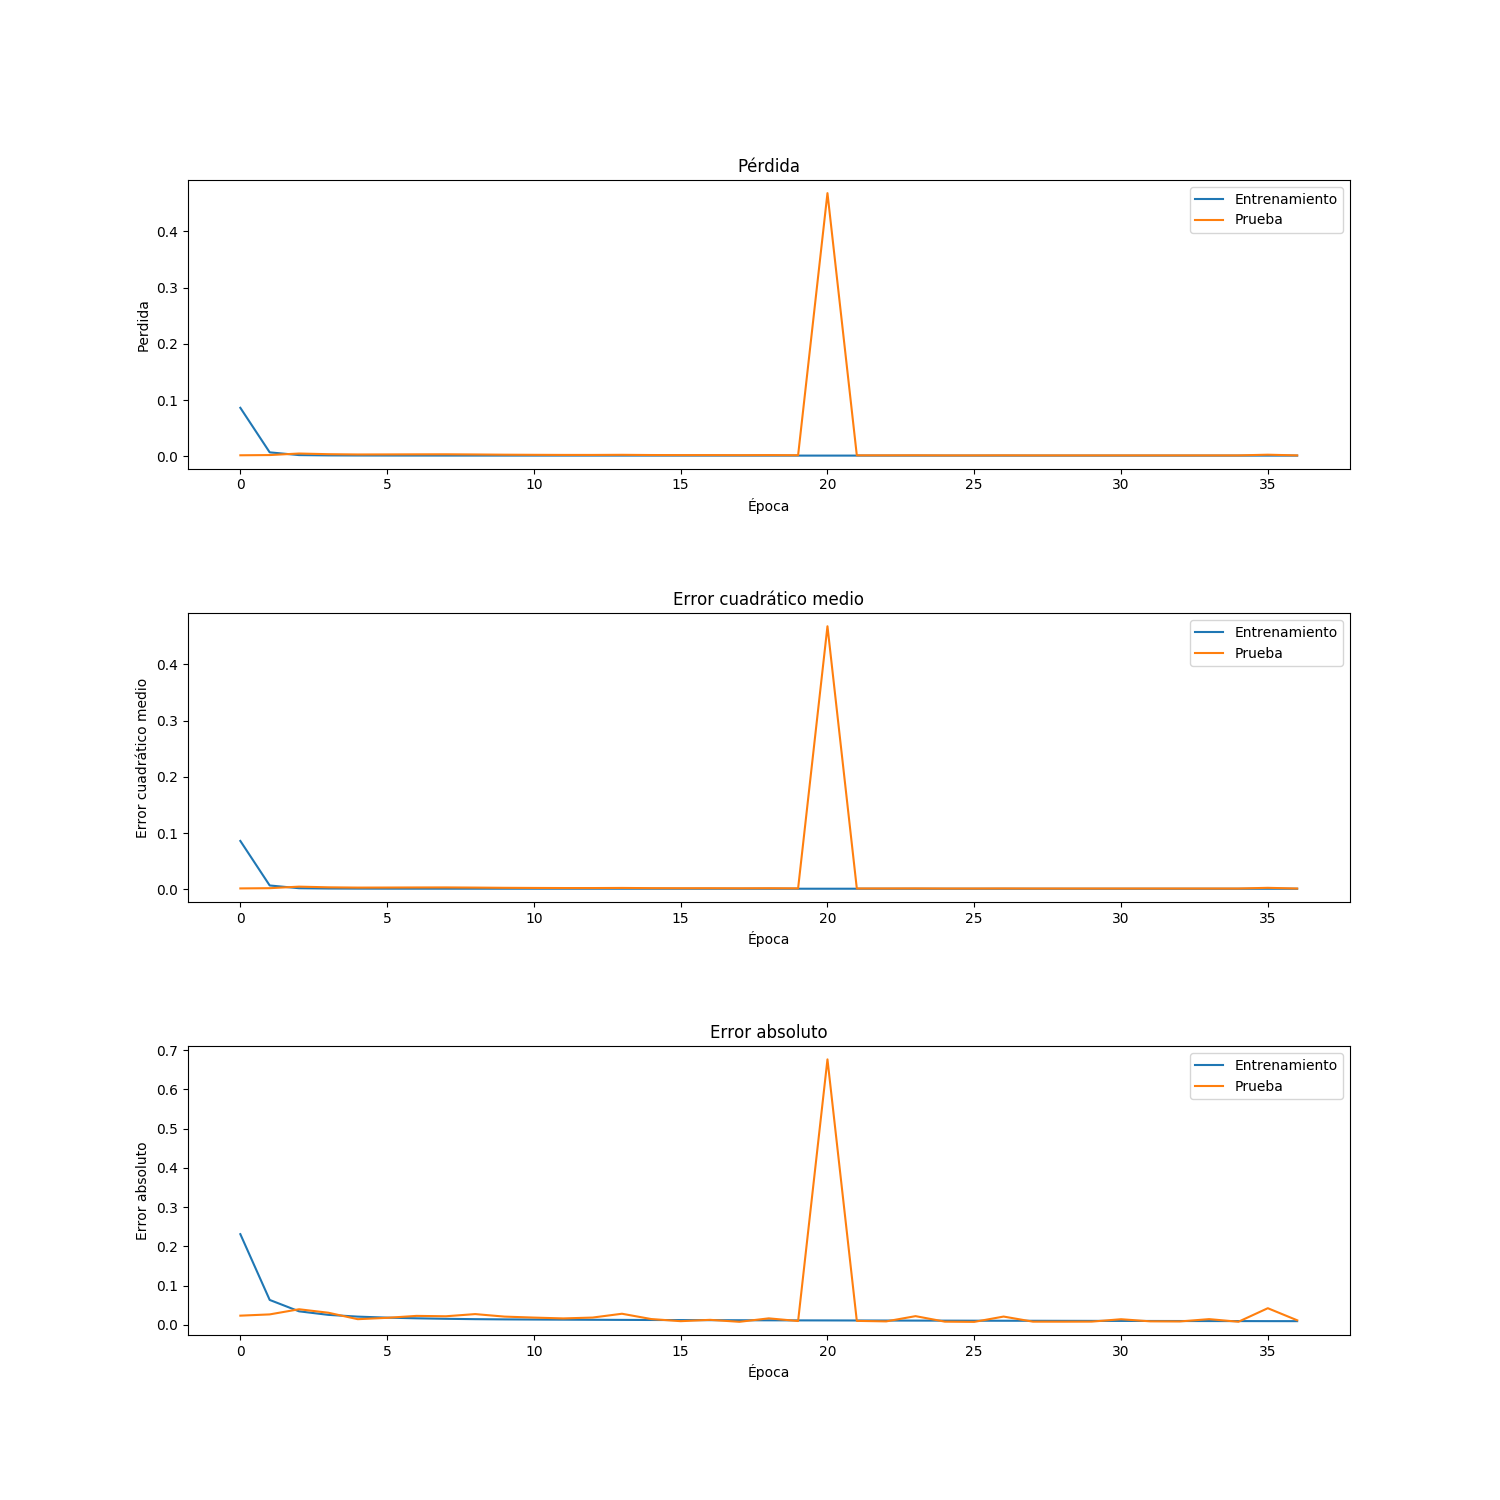 Pérdida
Entrenamiento
Prueba
0.4
0.3
0.2
0.1
0.0
Perdida
0 5 10 15 20 25 30 35
Época
Error cuadrático medio
Entrenamiento
Prueba
0.4
0.3
0.2
0.1
0.0
Error cuadrático medio
0 5 10 15 20 25 30 35
Época
Error absoluto
Entrenamiento
Prueba
0.7
0.6
0.5
0.4
0.3
0.2
0.1
0.0
Error absoluto
0 5 10 15 20 25 30 35
Época